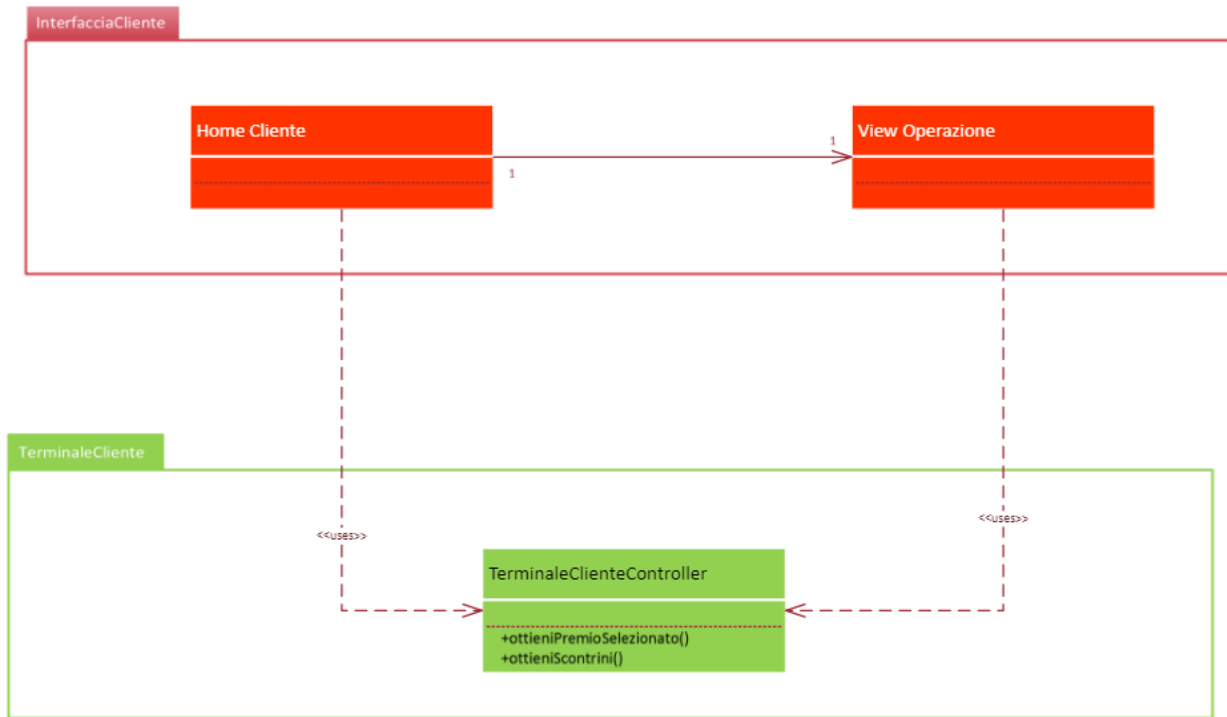 InterfacciaCliente
Home Cliente
View Operazione
1
1
TerminaleCliente
<<uses>>
<<uses>>
TerminaleClienteController
+ottieniPremioSelezionato()
+ottieniScontrini()